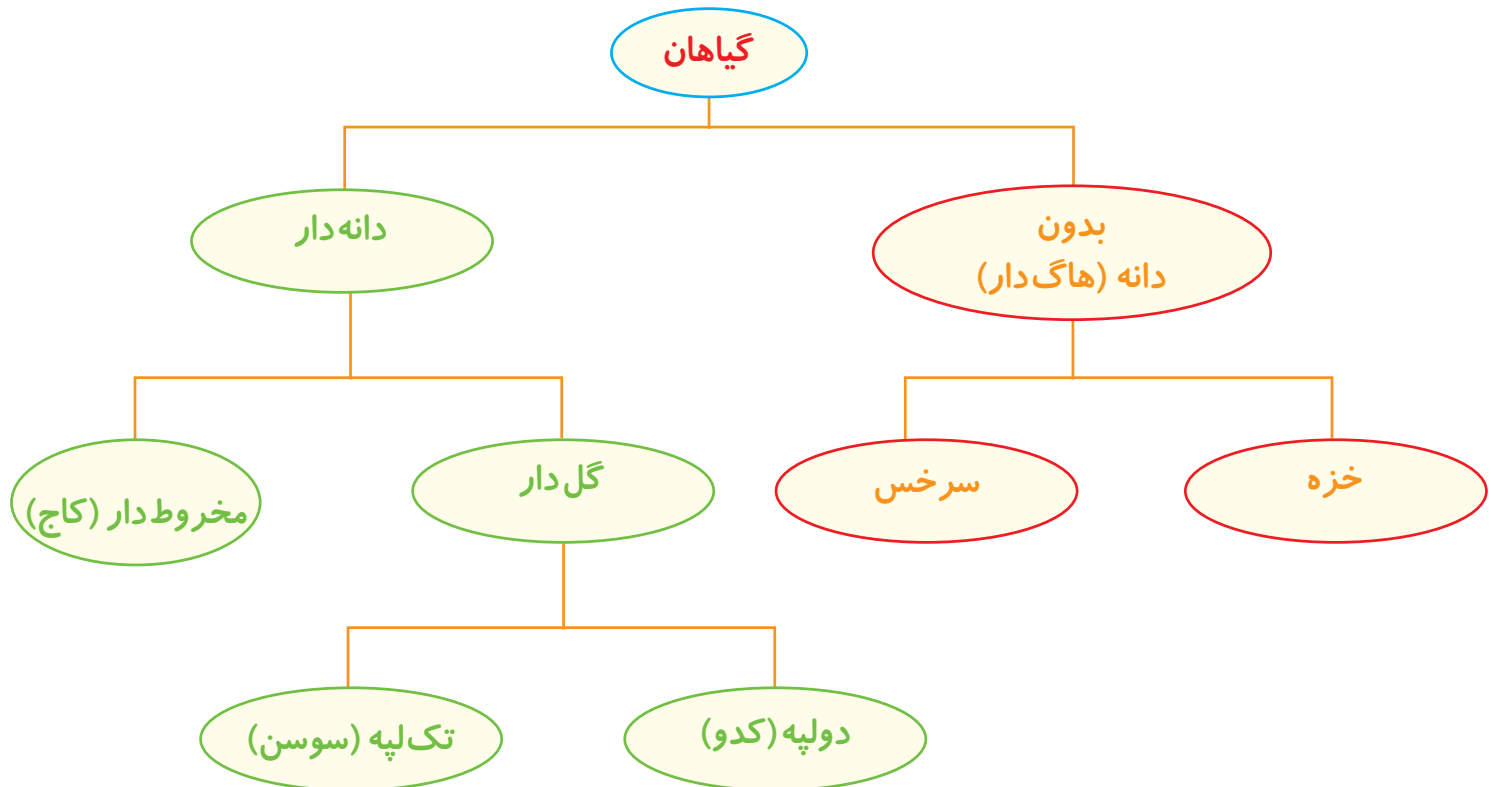 گیاهان
بدون
دانه (هاگ‌دار)
دانه‌دار
خزه
سرخس
گل‌دار
مخروط‌دار (کاج)
دولپه (کدو)
تک‌لپه (سوسن)